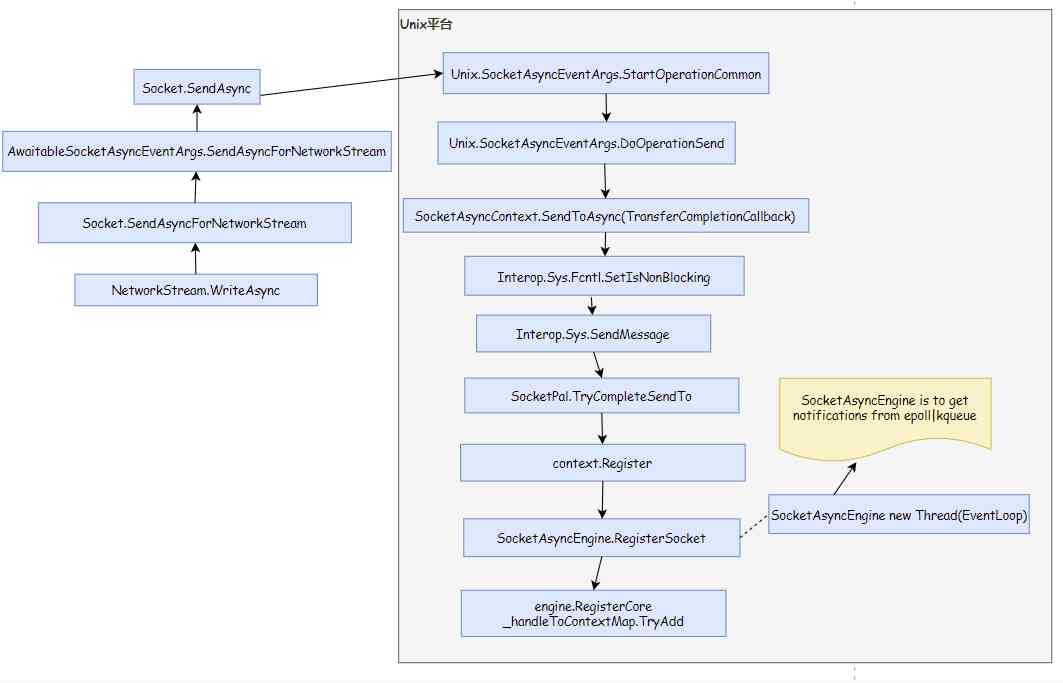 Unix平台
Socket.SendAsync
AwaitableSocketAsyncEventArgs.SendAsyncForNetworkStream
Socket.SendAsyncForNetworkStream
NetworkStream.WriteAsync
Unix.SocketAsyncEventArgs.StartOperationCommon
Unix.SocketAsyncEventArgs.DoOperationSend
SocketAsyncContext.SendToAsync(TransferCompletionCallback)
Interop.Sys.Fcntl.SetIsNonBlocking
Interop.Sys.SendMessage
SocketPal.TryCompleteSendTo
context.Register
SocketAsyncEngine.RegisterSocket
engine.RegisterCore
_handleToContextMap.TryAdd
SocketAsyncEngine is to get
notifications from epoll|kqueue
SocketAsyncEngine new Thread(EventLoop)